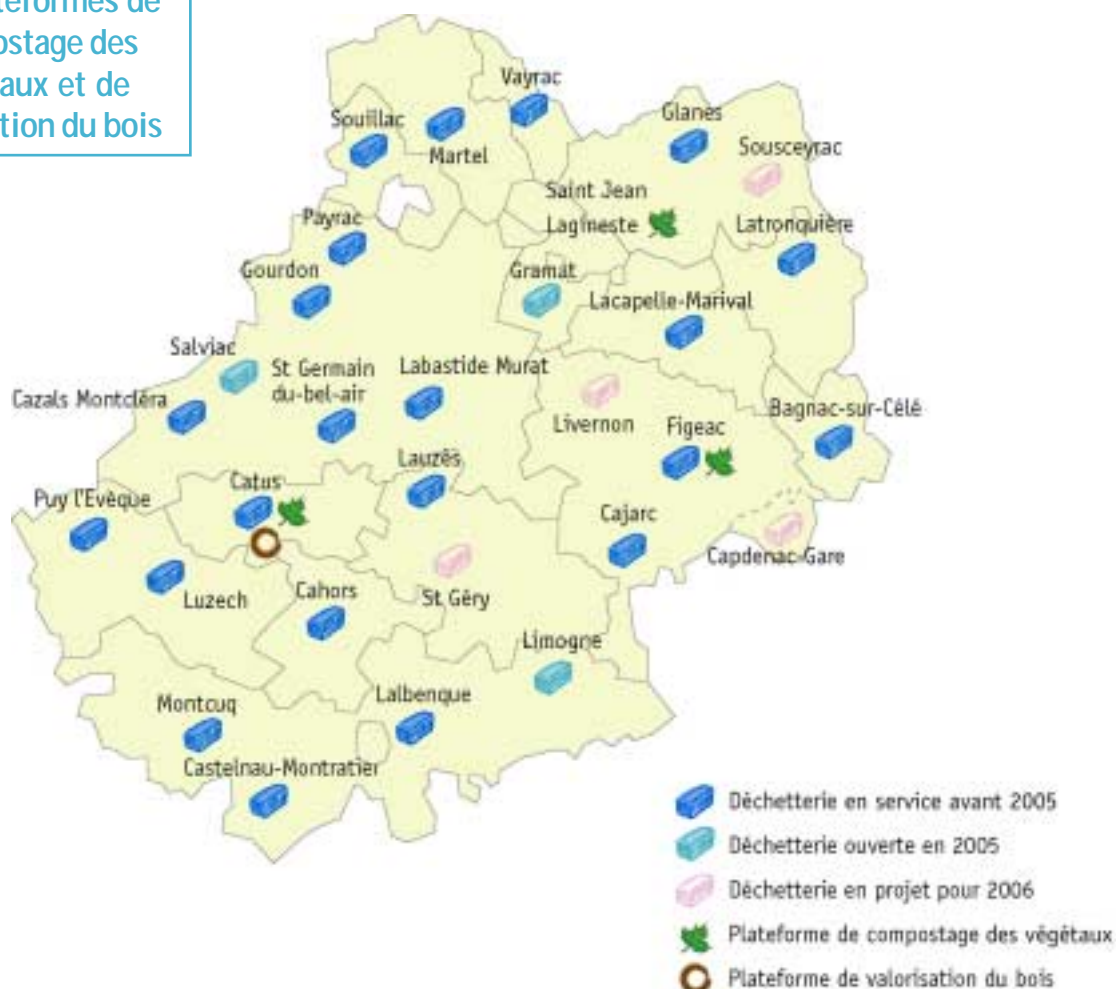 de
des
aux et de
tion du bois
Vayrac
Souillac
Martel
Glanes
Sousceyrac
Saint Jean
Lagineste
Latronquière
Payrac
Gourdon
Gramat
Lacapelle-Marival
Salviac
St Germain
du-bel-air
Labastide Murat
Cazals Montcléra
Livernon
Figeac
Bagnac-sur-Célé
Lauzès
Catus
Puy l'Evèque
Cajarc
Capdenac-Gare
Luzech
Cahors
St Géry
Limogne
Montcuq
Lalbenque
Castelnau-Montratier
Déchetterie en service avant 2005
Déchetterie ouverte en 2005
Déchetterie en projet pour 2006
Plateforme de compostage des végétaux
Plateforme de valorisation du bois